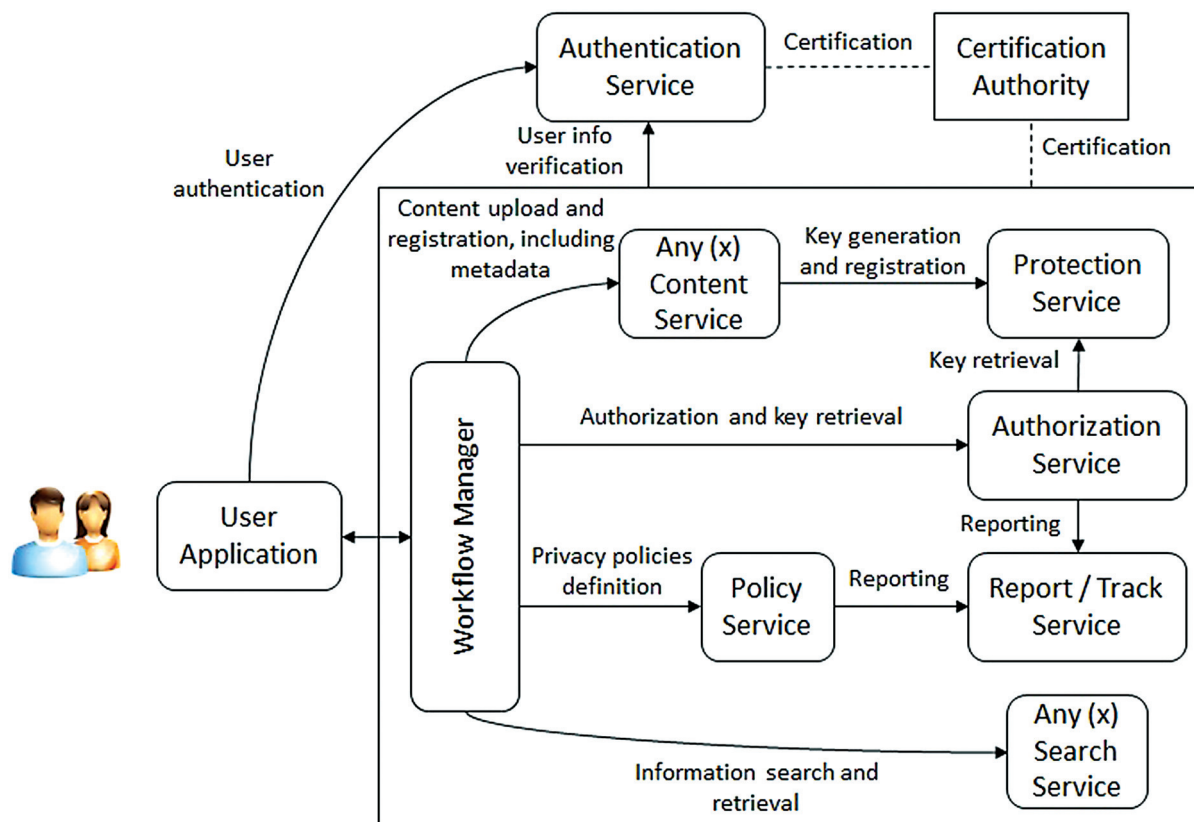 Authentication
Service
Certification
Certification
Authority
User info
verification
Certification
User
authentication
Content upload and
registration, including
metadata
Any (x)
Content
Service
Key generation
and registration
Protection
Service
Key retrieval
Workflow Manager
Authorization and key retrieval
Authorization
Service
User
Application
Reporting
Privacy policies
definition
Policy
Service
Reporting
Report / Track
Service
Any (x)
Search
Service
Information search and
retrieval